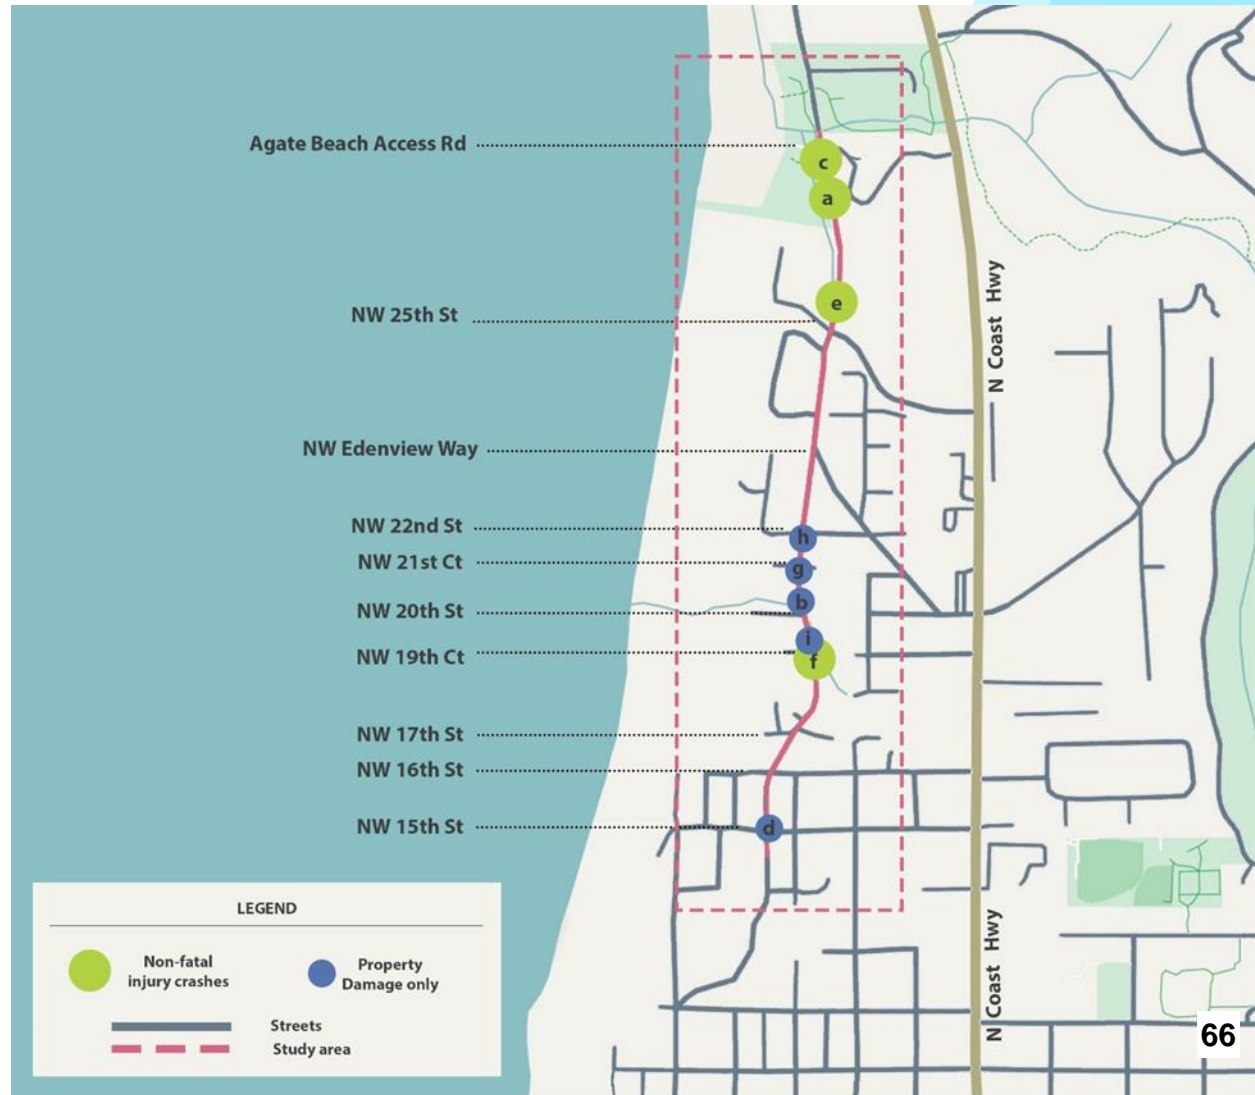 Agate Beach Access Rd
c
a
e
NW 25th St
N Coast Hwy
NW Edenview Way
NW 22nd St
h
NW 21st Ct
g
b
NW 20th St
i
NW 19th Ct
f
NW 17th St
NW 16th St
NW 15th St
d
LEGEND
Non-fatal
injury crashes
Property
Damage only
Streets
Study area
N Coast Hwy
66